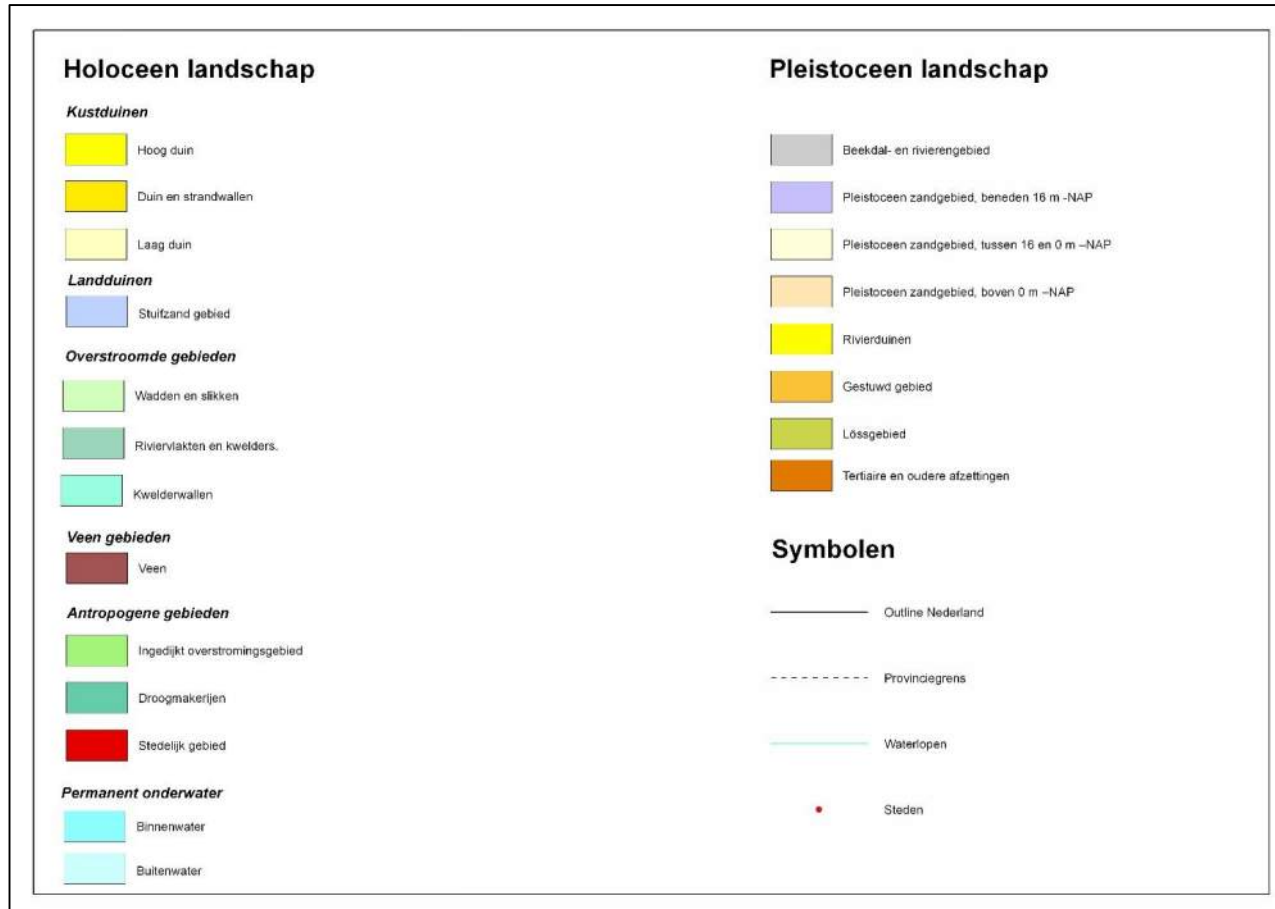 Holoceen landschap
Kustduinen
Hoog duin
Duin en strandwallen
Laag duin
Landduinen
Stuifzand gebied
Overstroomde gebieden
Wadden en slikken
Riviervlakten en kwelders.
Kwelderwallen
Veen gebieden
Veen
Antropogene gebieden
Ingedijkt overstromingsgebied
Droogmakerijen
Stedelijk gebied
Permanent onderwater
Binnenwater
Buitenwater
Pleistoceen landschap
Beekdal- en rivierengebied
Pleistoceen zandgebied, beneden 16 m -NAP
Pleistoceen zandgebied, tussen 16 en 0 m –NAP
Pleistoceen zandgebied, boven 0 m –NAP
Rivierduinen
Gestuwd gebied
Lössgebied
Tertiaire en oudere afzettingen
Symbolen
Outline Nederland
Provinciegrens
Waterlopen
Steden